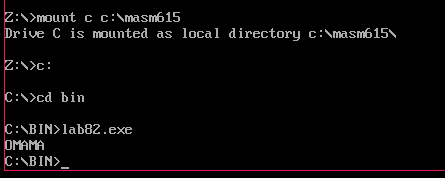 Z:\>mount c c:\masm615
Drive C is mounted as local directory c:\masm615\
Z:\>c:
C:\>cd bin
C:\BIN>lab82.exe
OMAMA
C:\BIN>_